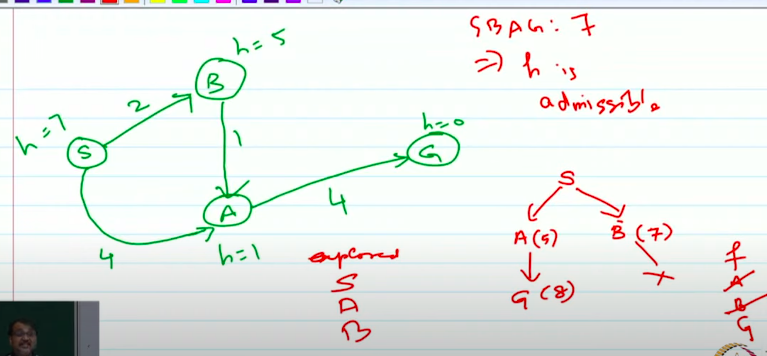 h=5
B
2
h=7
S
1
h=0
G
4
A
4
h=1
SBAG: 7
=> h is
admissible
explored
S
A
B
S
A(5) B(7)
G(8)
f
A
B
G